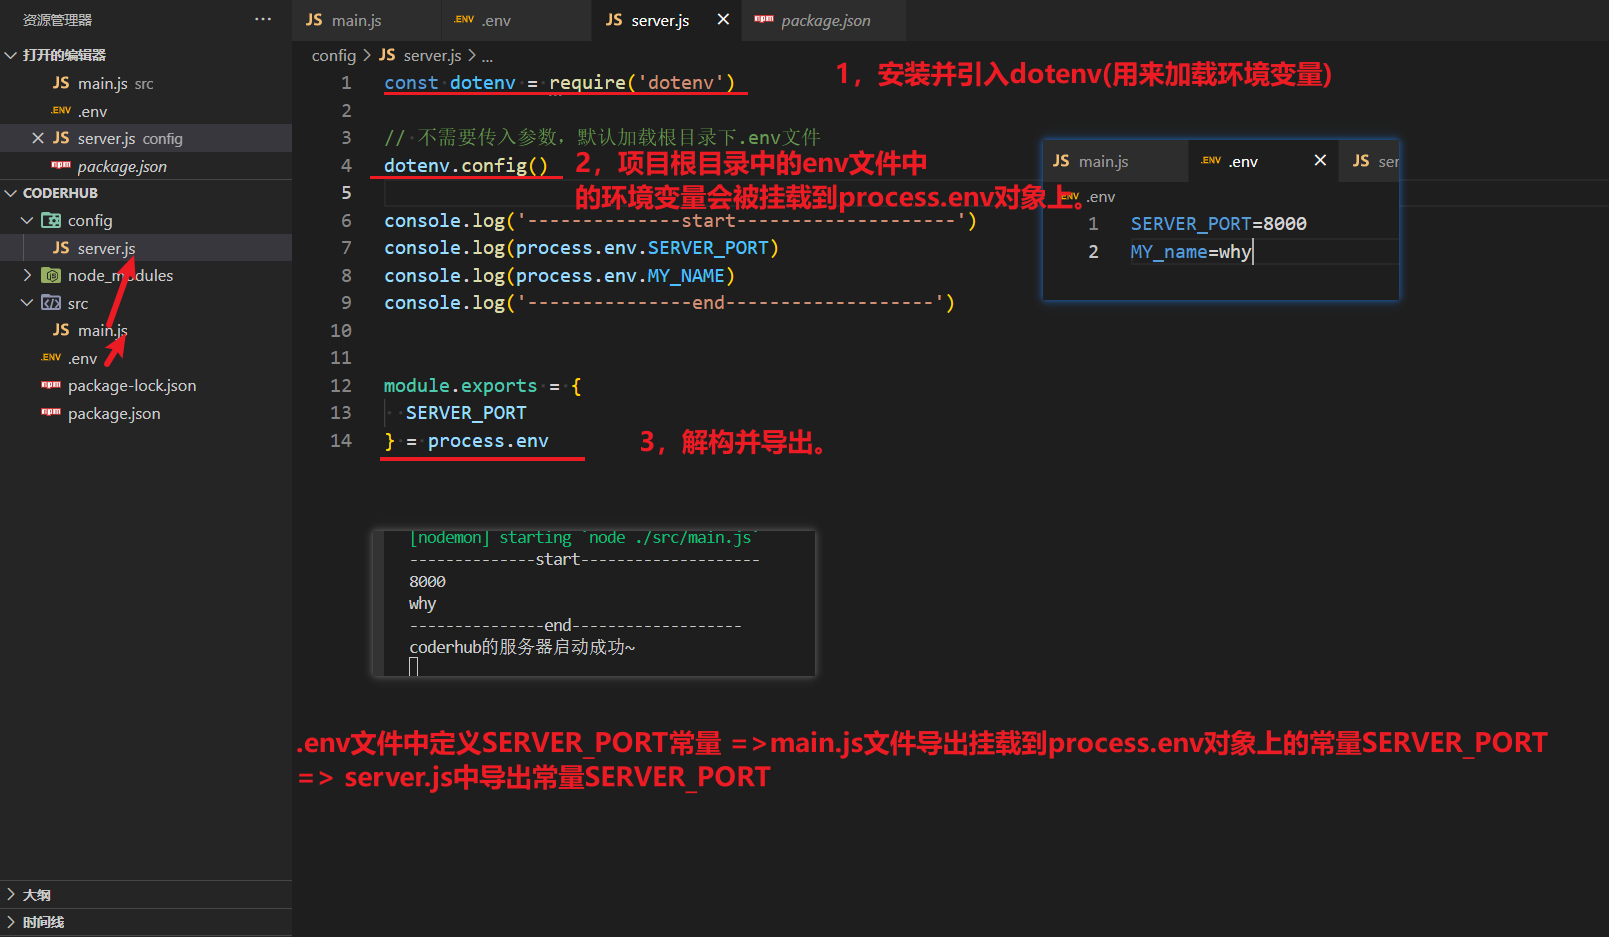 资源管理器 ···
打开的编辑器
JS main.js src
.ENV .env
JS server.js config
npm package.json
CODERHUB
config
JS server.js
node_modules
src
JS main.js
.ENV .env
npm package-lock.json
npm package.json
大纲
时间线
JS main.js .ENV .env JS server.js npm package.json
config > JS server.js > ...
1 const dotenv = require('dotenv')
1，安装并引入dotenv(用来加载环境变量)
2
3 // 不需要传入参数，默认加载根目录下.env文件
4 dotenv.config()
2，项目根目录中的env文件中
的环境变量会被挂载到process.env对象上。
5
6 console.log('--------------start--------------------')
7 console.log(process.env.SERVER_PORT)
8 console.log(process.env.MY_NAME)
9 console.log('---------------end-------------------')
10
11
12 module.exports = {
13 SERVER_PORT
14 } = process.env
3，解构并导出。
JS main.js .ENV .env JS ser
.env
1 SERVER_PORT=8000
2 MY_name=why
[nodemon] starting `node ./src/main.js`
--------------start--------------------
8000
why
---------------end-------------------
coderhub的服务器启动成功~
.env文件中定义SERVER_PORT常量 =>main.js文件导出挂载到process.env对象上的常量SERVER_PORT
=> server.js中导出常量SERVER_PORT